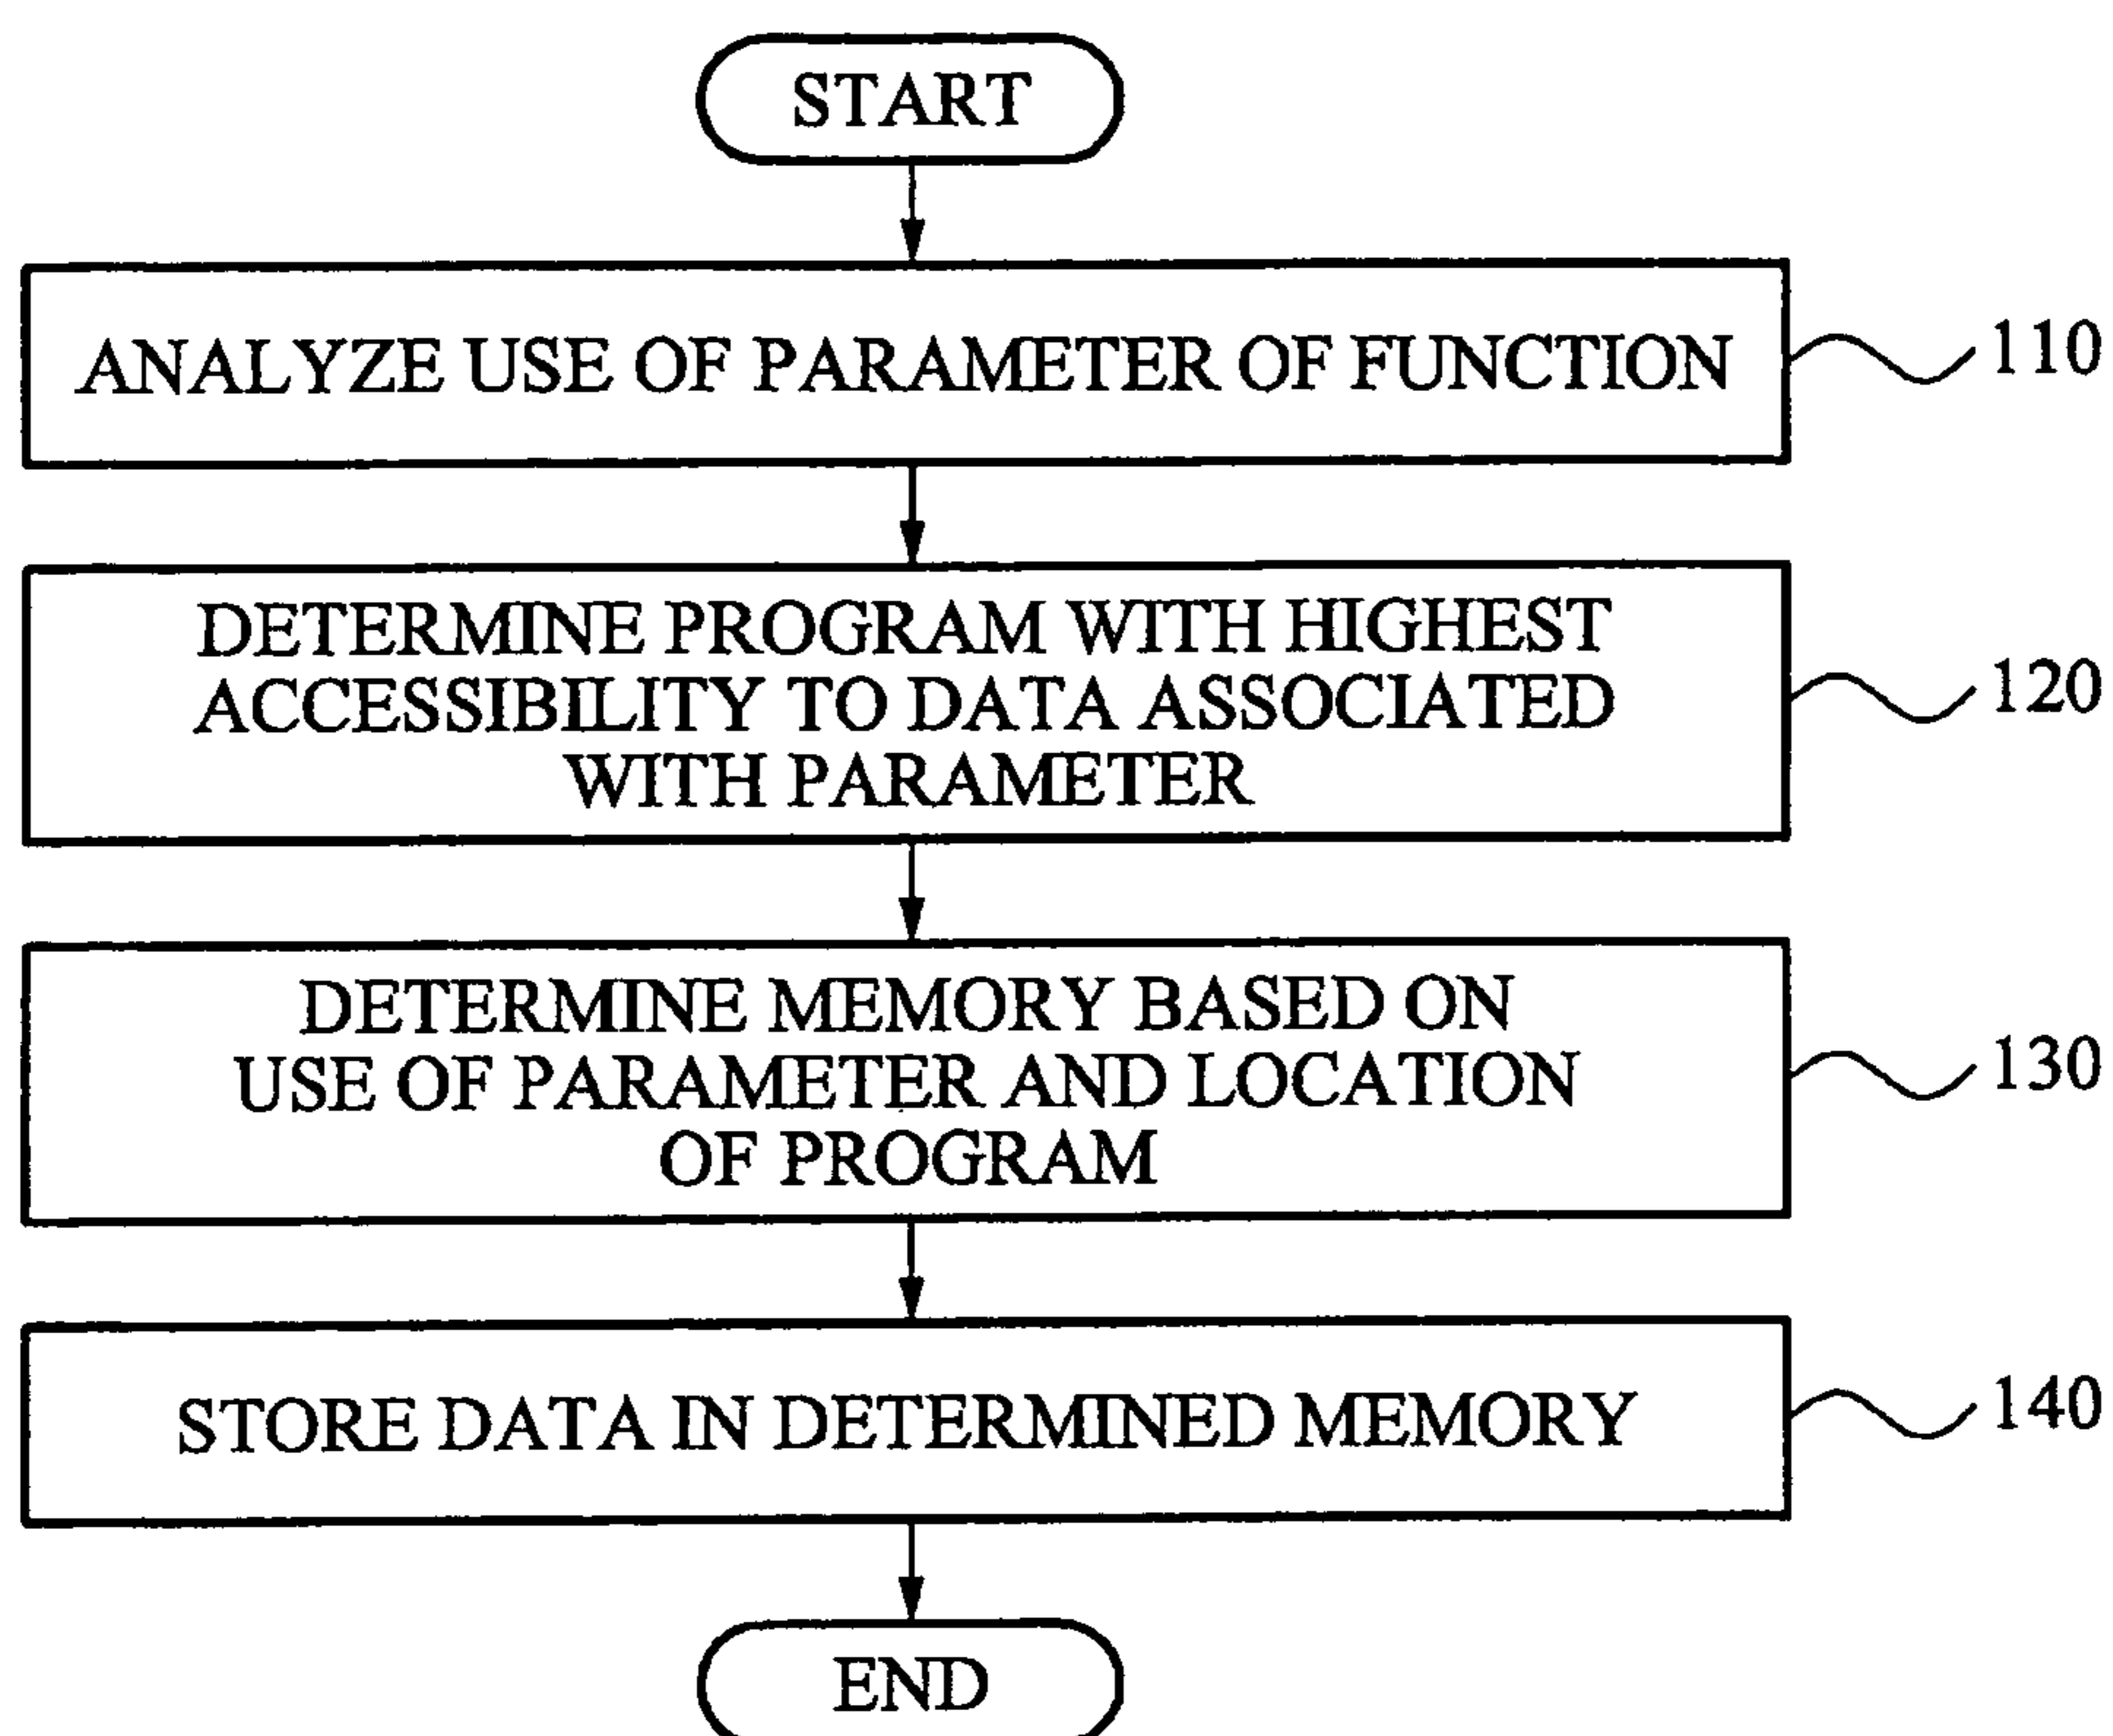 START
ANALYZE USE OF PARAMETER OF FUNCTION
110
DETERMINE PROGRAM WITH HIGHEST
ACCESSIBILITY TO DATA ASSOCIATED
WITH PARAMETER
120
DETERMINE MEMORY BASED ON
USE OF PARAMETER AND LOCATION
OF PROGRAM
130
STORE DATA IN DETERMINED MEMORY
140
END